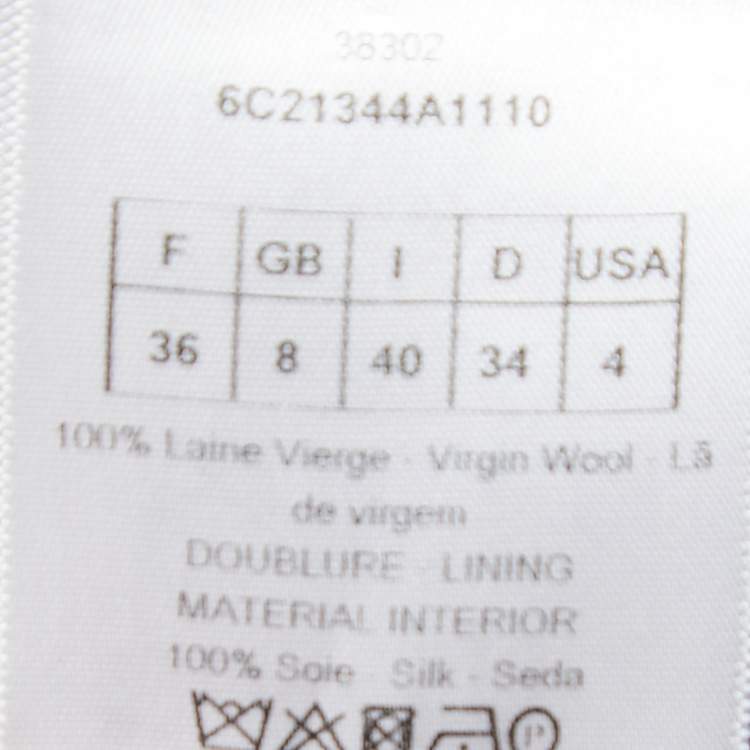 38302
6C21344A1110
F GB I D USA
36 8 40 34 4
100% Laine Vierge - Virgin Wool - Lã
de virgem
DOUBLURE - LINING
MATERIAL INTERIOR
100% Soie - Silk - Seda
P